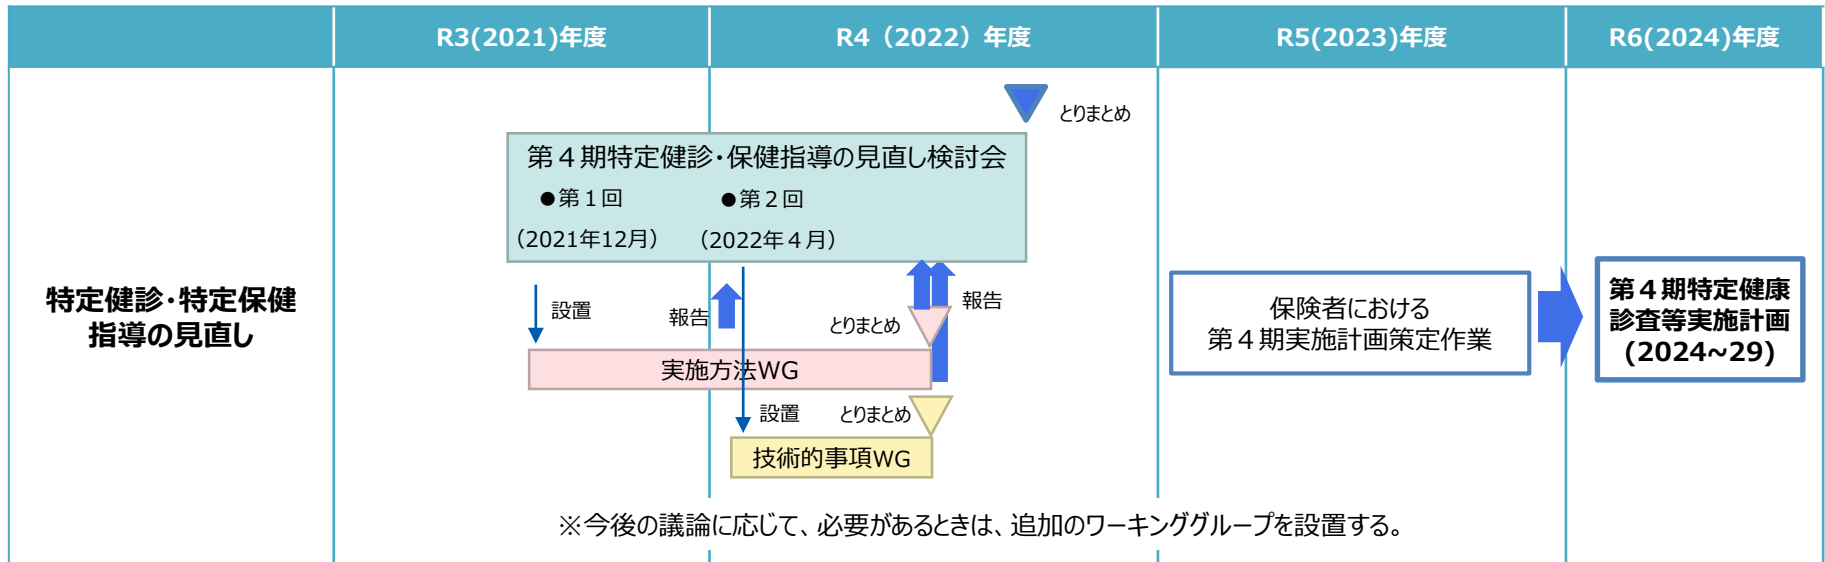 R3(2021)年度
R4（2022）年度
R5(2023)年度
R6(2024)年度
特定健診・特定保健
指導の見直し
とりまとめ
第４期特定健診・保健指導の見直し検討会
●第１回
●第２回
（2021年12月）
（2022年４月）
設置
報告
とりまとめ
報告
実施方法WG
設置
とりまとめ
技術的事項WG
保険者における
第４期実施計画策定作業
第４期特定健康
診査等実施計画
(2024~29)
※今後の議論に応じて、必要があるときは、追加のワーキンググループを設置する。